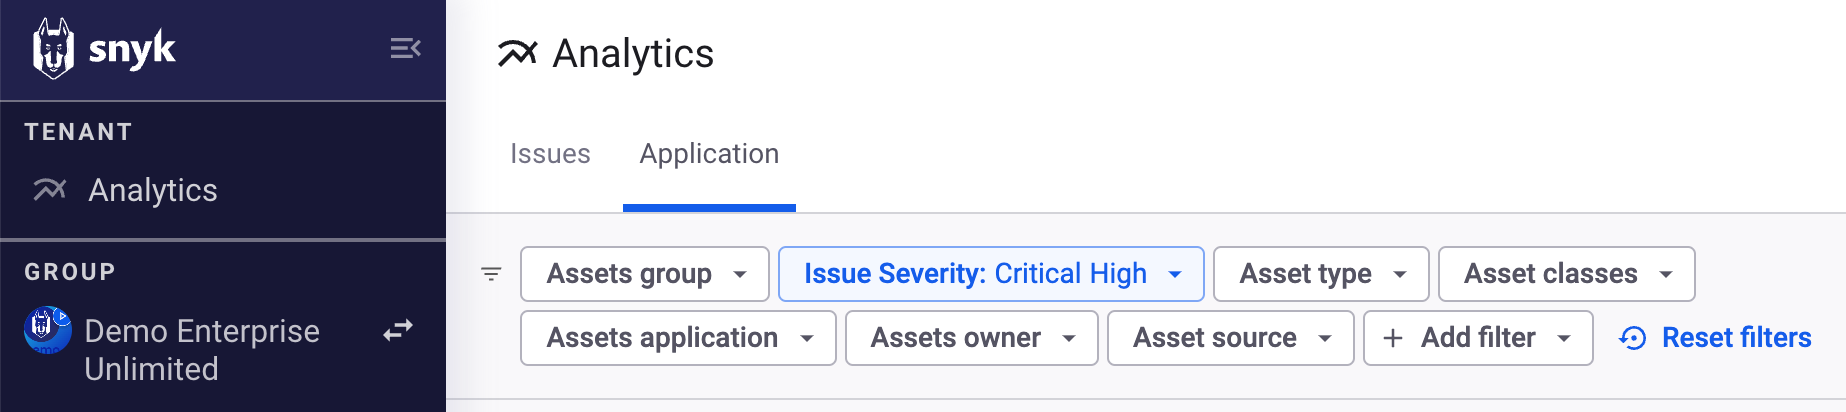 snyk
TENANT
Analytics
GROUP
Demo Enterprise
Unlimited
Analytics
Issues Application
Assets group Issue Severity: Critical High Asset type Asset classes
Assets application Assets owner Asset source + Add filter Reset filters